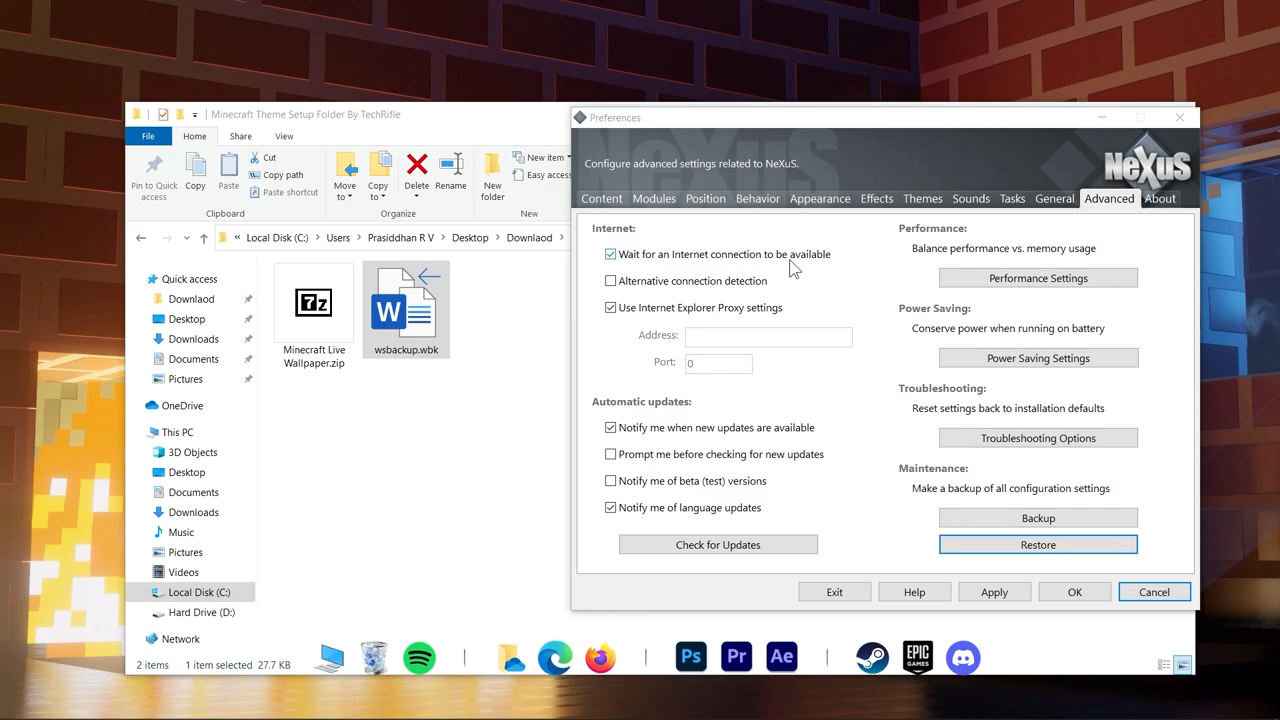 Minecraft Theme Setup Folder By TechRifle
File
Home
Share
View
Pin to Quick
access
Copy
Paste
Cut
Copy path
Paste shortcut
Clipboard
Move
to
Copy
to
Delete
Rename
Organize
New
folder
New item
Easy access
New
« Local Disk (C:) › Users › Prasiddhan R V › Desktop › Downlaod ›
Quick access
Downlaod
Desktop
Downloads
Documents
Pictures
OneDrive
This PC
3D Objects
Desktop
Documents
Downloads
Music
Pictures
Videos
Local Disk (C:)
Hard Drive (D:)
Network
7z
Minecraft Live
Wallpaper.zip
W
wsbackup.wbk
2 items
1 item selected 27.7 KB
Preferences
NeXuS
Configure advanced settings related to NeXuS.
NeXuS
Content
Modules
Position
Behavior
Appearance
Effects
Themes
Sounds
Tasks
General
Advanced
About
Internet:
Wait for an Internet connection to be available
Alternative connection detection
Use Internet Explorer Proxy settings
Address:
Port: 0
Automatic updates:
Notify me when new updates are available
Prompt me before checking for new updates
Notify me of beta (test) versions
Notify me of language updates
Check for Updates
Performance:
Balance performance vs. memory usage
Performance Settings
Power Saving:
Conserve power when running on battery
Power Saving Settings
Troubleshooting:
Reset settings back to installation defaults
Troubleshooting Options
Maintenance:
Make a backup of all configuration settings
Backup
Restore
Exit
Help
Apply
OK
Cancel
Ps
Pr
Ae
EPIC
GAMES